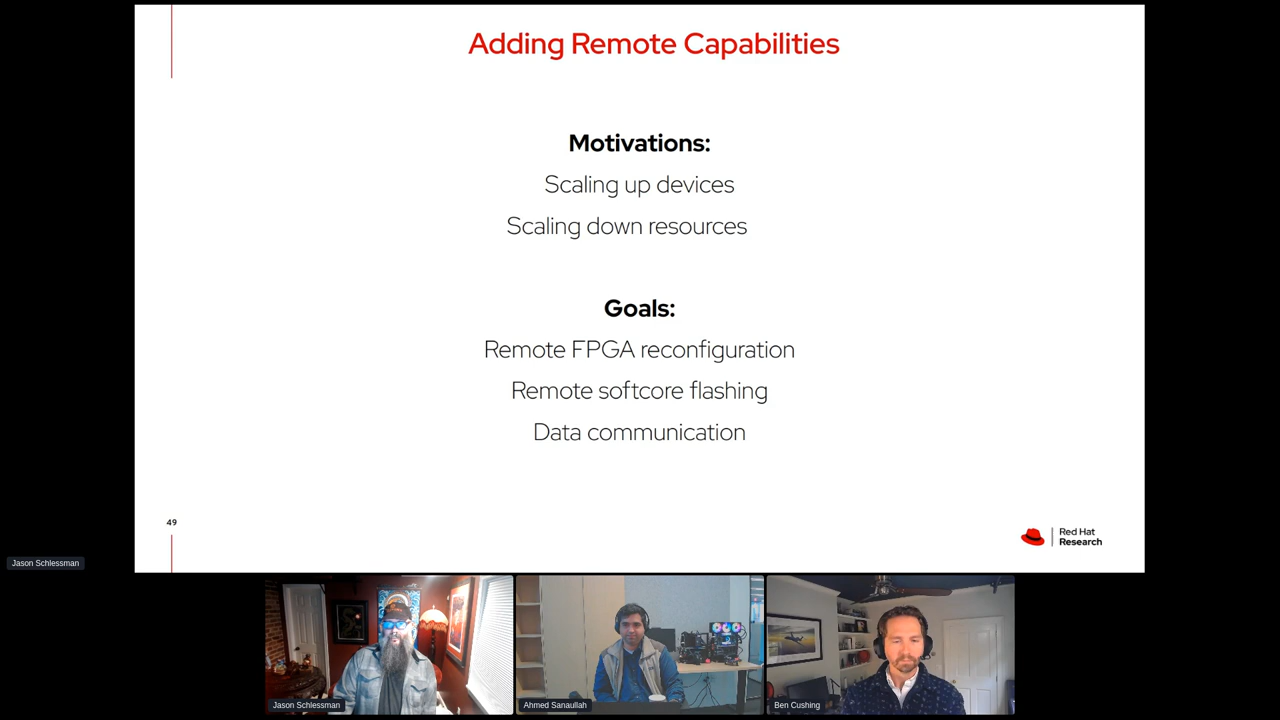 Adding Remote Capabilities
Motivations:
Scaling up devices
Scaling down resources
Goals:
Remote FPGA reconfiguration
Remote softcore flashing
Data communication
49
Red Hat
Research
Jason Schlessman
Jason Schlessman
Ahmed Sanaullah
Ben Cushing